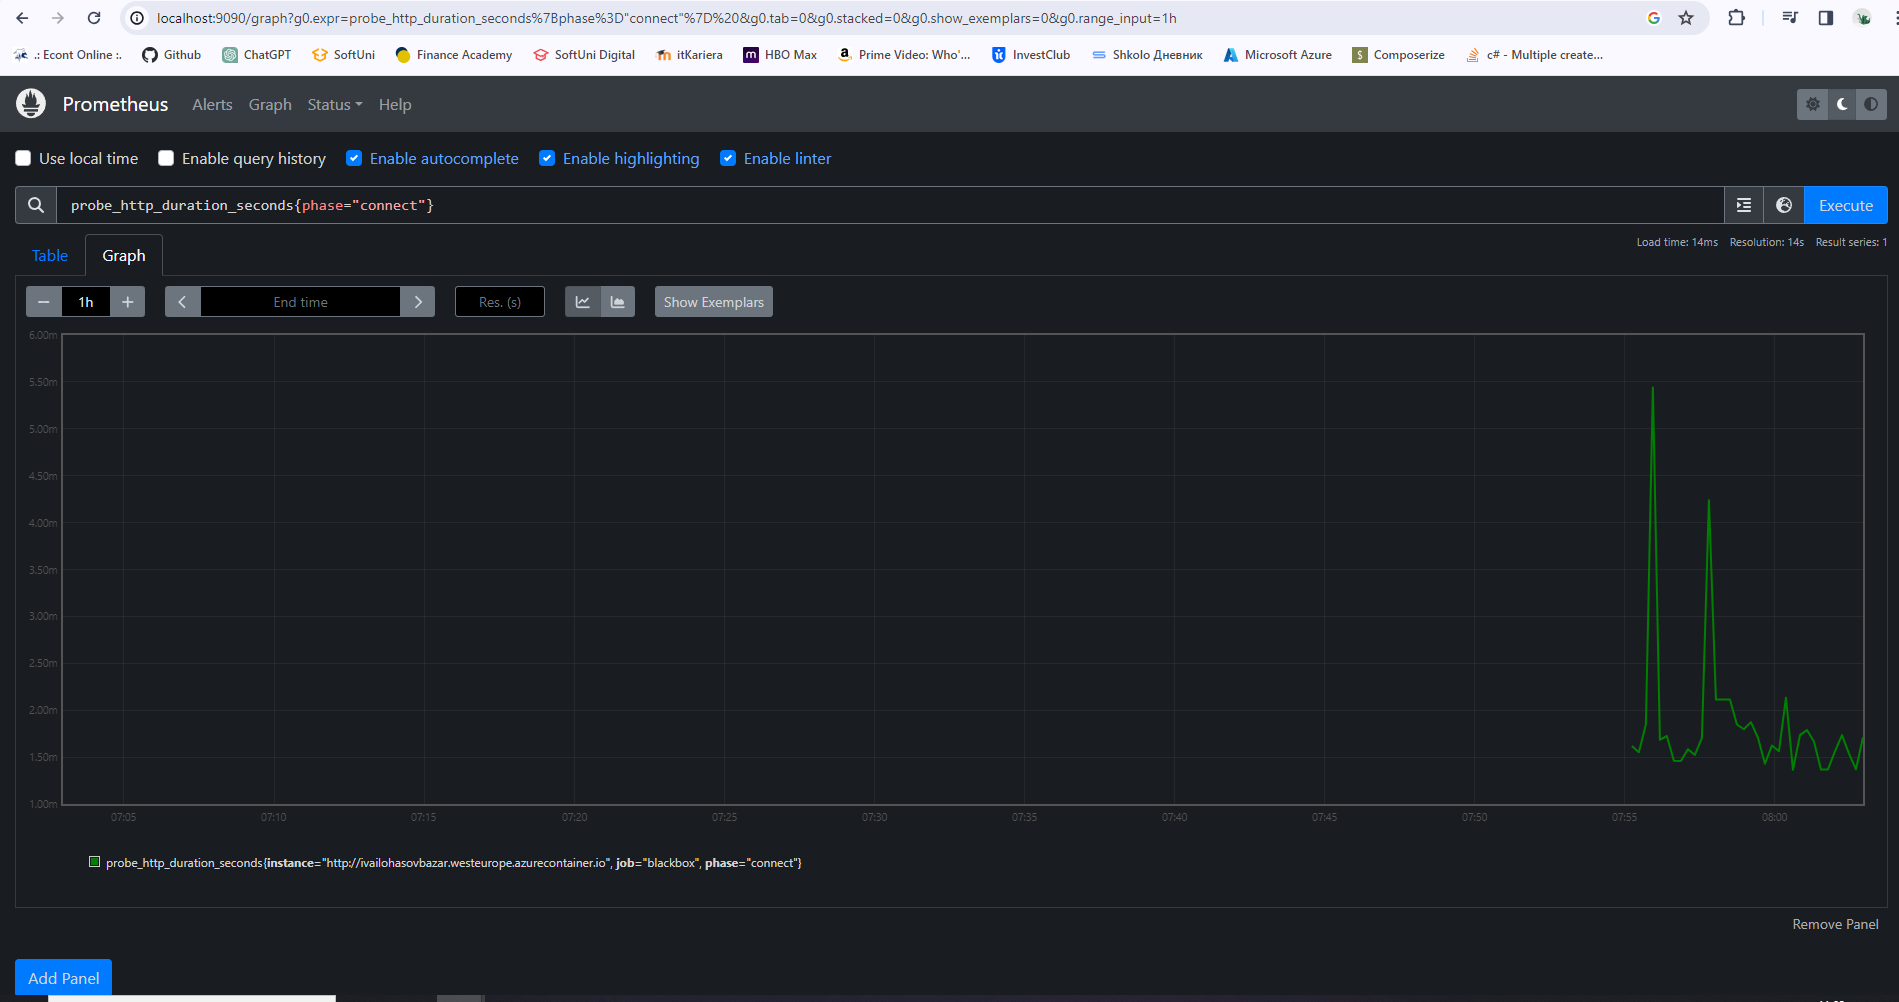 localhost:9090/graph?g0.expr=probe_http_duration_seconds%7Bphase%3D"connect"%7D%20&g0.tab=0&g0.stacked=0&g0.show_exemplars=0&g0.range_input=1h
.: Econt Online :. Github ChatGPT SoftUni Finance Academy SoftUni Digital itKariera HBO Max Prime Video: Who'... InvestClub Shkolo Дневник Microsoft Azure Composerize c# - Multiple create...
Prometheus Alerts Graph Status Help
Use local time Enable query history Enable autocomplete Enable highlighting Enable linter
probe_http_duration_seconds{phase="connect"} Execute
Load time: 14ms Resolution: 14s Result series: 1
Table Graph
1h End time Res. (s) Show Exemplars
6.00m
5.50m
5.00m
4.50m
4.00m
3.50m
3.00m
2.50m
2.00m
1.50m
1.00m
07:05 07:10 07:15 07:20 07:25 07:30 07:35 07:40 07:45 07:50 07:55 08:00
probe_http_duration_seconds{instance="http://ivailohasovbazar.westeurope.azurecontainer.io", job="blackbox", phase="connect"}
Remove Panel
Add Panel